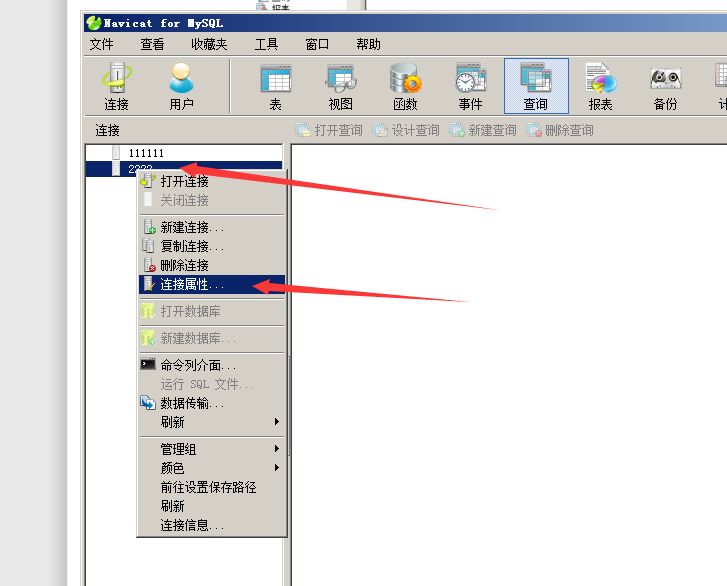 报表
Navicat for MySQL
文件 查看 收藏夹 工具 窗口 帮助
连接 用户 表 视图 函数 事件 查询 报表 备份 计
连接 打开查询 设计查询 新建查询 删除查询
111111
2222
打开连接
关闭连接
新建连接...
复制连接...
删除连接
连接属性...
打开数据库
新建数据库...
命令列介面...
运行 SQL 文件...
数据传输...
刷新
管理组
颜色
前往设置保存路径
刷新
连接信息...